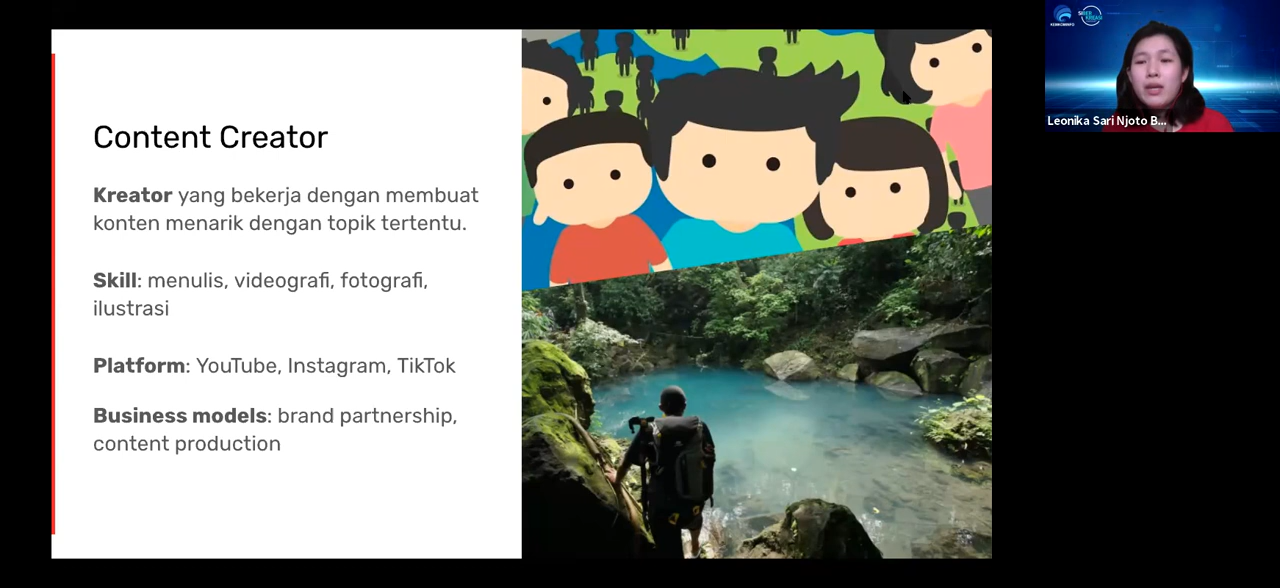 Content Creator
Kreator yang bekerja dengan membuat
konten menarik dengan topik tertentu.
Skill: menulis, videografi, fotografi,
ilustrasi
Platform: YouTube, Instagram, TikTok
Business models: brand partnership,
content production
Leonika Sari Njoto B...